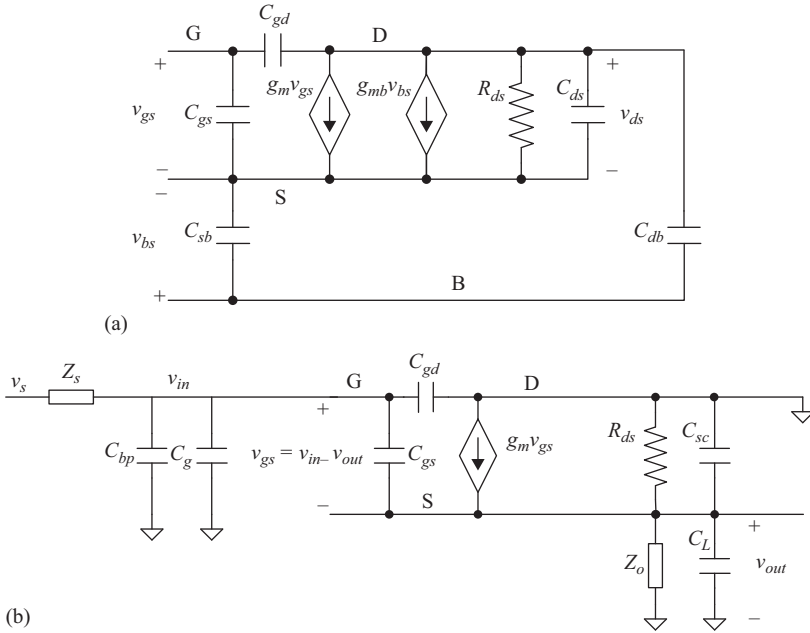 G C_gd D
+ g_m v_gs g_mb v_bs R_ds C_ds +
v_gs C_gs v_ds
− S −
−
v_bs C_sb C_db
+ B
(a)
v_s Z_s v_in G C_gd D
+ R_ds C_sc
C_bp C_g v_gs = v_in− v_out C_gs g_m v_gs
− S
+
Z_o C_L v_out
−
(b)